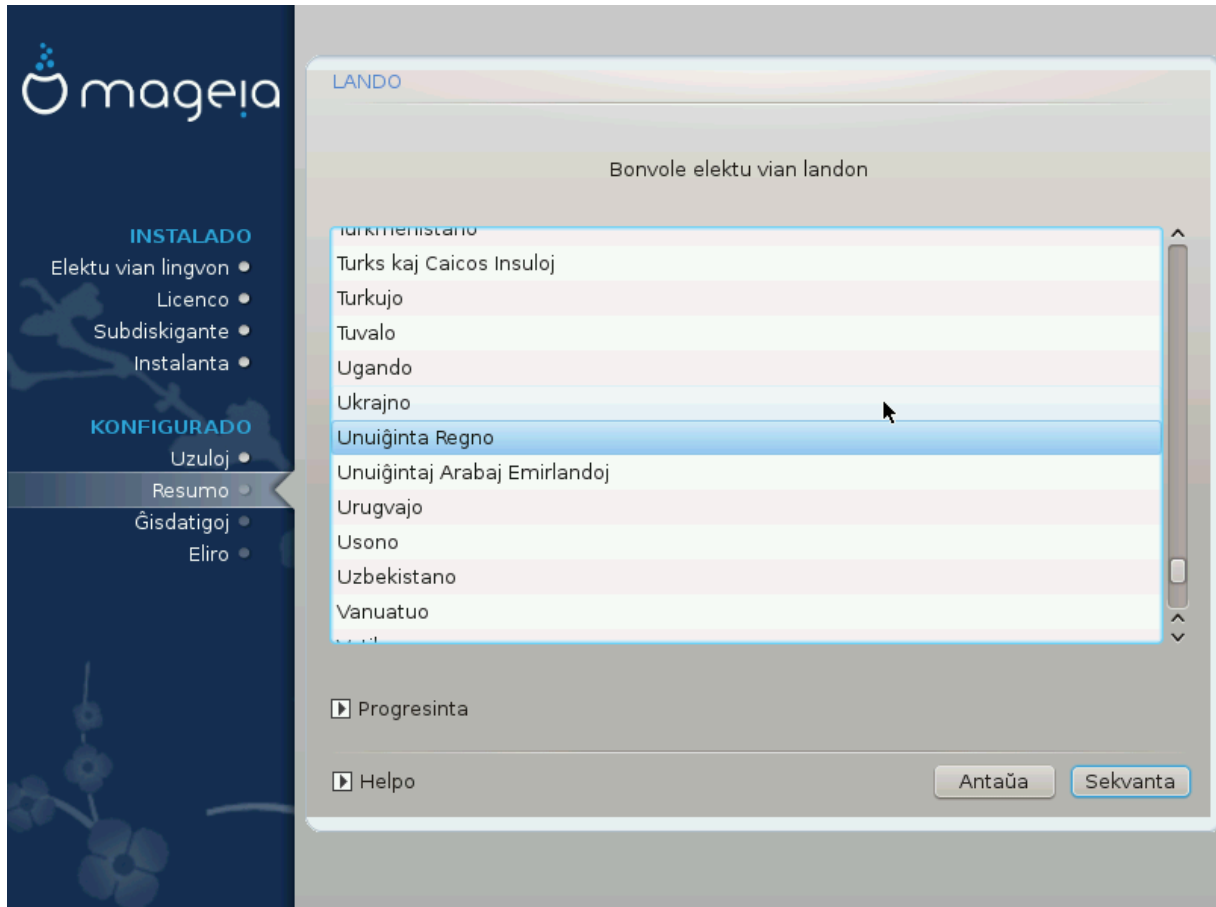 mageia
INSTALADO
Elektu vian lingvon
Licenco
Subdiskigante
Instalanta
KONFIGURADO
Uzuloj
Resumo
Ĝisdatigoj
Eliro
LANDO
Bonvole elektu vian landon
Turkmenistano
Turks kaj Caicos Insuloj
Turkujo
Tuvalo
Ugando
Ukrajno
Unuiĝinta Regno
Unuiĝintaj Arabaj Emirlandoj
Urugvajo
Usono
Uzbekistano
Vanuatuo
Progresinta
Helpo
Antaŭa
Sekvanta